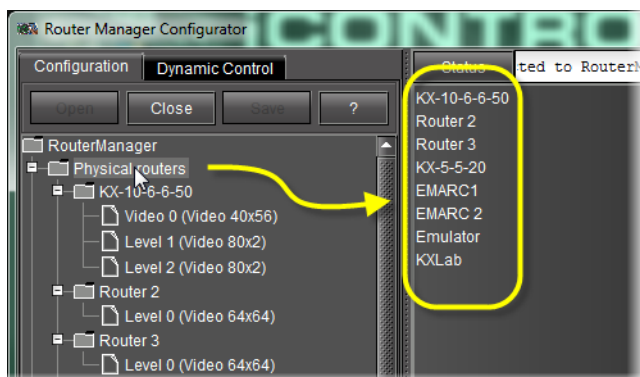 CONTRO
Router Manager Configurator
Configuration
Dynamic Control
Status
ted to RouterM
Open
Close
Save
?
RouterManager
Physical routers
KX-10-6-6-50
Video 0 (Video 40x56)
Level 1 (Video 80x2)
Level 2 (Video 80x2)
Router 2
Level 0 (Video 64x64)
Router 3
Level 0 (Video 64x64)
KX-10-6-6-50
Router 2
Router 3
KX-5-5-20
EMARC1
EMARC 2
Emulator
KXLab